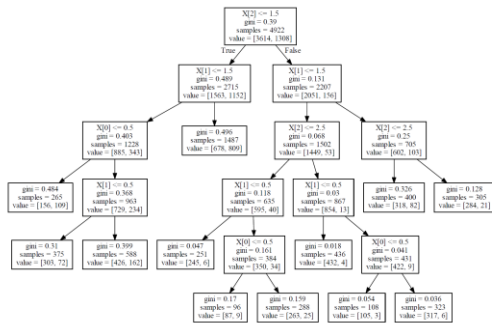 X[2] <= 1.5
gini = 0.39
samples = 4922
value = [3614, 1308]
True
False
X[1] <= 1.5
gini = 0.489
samples = 2715
value = [1563, 1152]
X[1] <= 1.5
gini = 0.131
samples = 2207
value = [2051, 156]
X[0] <= 0.5
gini = 0.403
samples = 1228
value = [885, 343]
gini = 0.496
samples = 1487
value = [678, 809]
X[2] <= 2.5
gini = 0.068
samples = 1502
value = [1449, 53]
X[2] <= 2.5
gini = 0.25
samples = 705
value = [602, 103]
gini = 0.484
samples = 265
value = [156, 109]
X[1] <= 0.5
gini = 0.368
samples = 963
value = [729, 234]
X[1] <= 0.5
gini = 0.118
samples = 635
value = [595, 40]
X[1] <= 0.5
gini = 0.03
samples = 867
value = [854, 13]
gini = 0.326
samples = 400
value = [318, 82]
gini = 0.128
samples = 305
value = [284, 21]
gini = 0.31
samples = 375
value = [303, 72]
gini = 0.399
samples = 588
value = [426, 162]
gini = 0.047
samples = 251
value = [245, 6]
X[0] <= 0.5
gini = 0.161
samples = 384
value = [350, 34]
gini = 0.018
samples = 436
value = [432, 4]
X[0] <= 0.5
gini = 0.041
samples = 431
value = [422, 9]
gini = 0.17
samples = 96
value = [87, 9]
gini = 0.159
samples = 288
value = [263, 25]
gini = 0.054
samples = 108
value = [105, 3]
gini = 0.036
samples = 323
value = [317, 6]